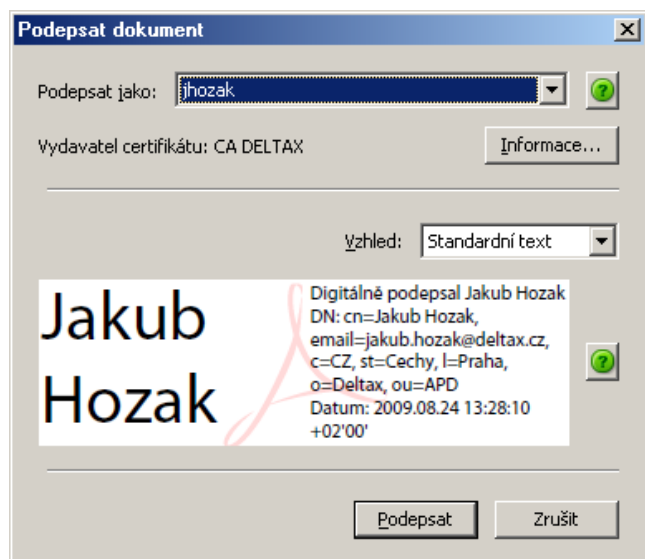 Podepsat dokument
Podepsat jako: jhozak
Vydavatel certifikátu: CA DELTAX
Informace...
Vzhled: Standardní text
Jakub
Hozak
Digitálně podepsal Jakub Hozak
DN: cn=Jakub Hozak,
email=jakub.hozak@deltax.cz,
c=CZ, st=Cechy, l=Praha,
o=Deltax, ou=APD
Datum: 2009.08.24 13:28:10
+02'00'
Podepsat
Zrušit